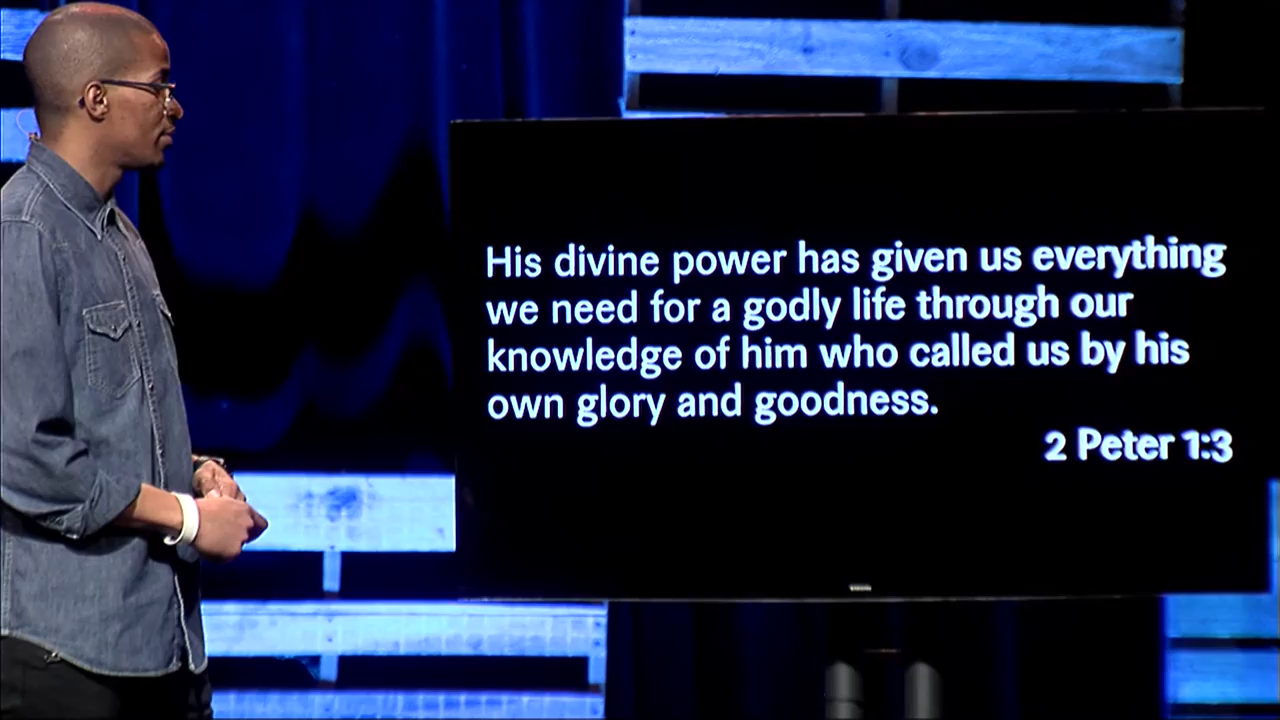 His divine power has given us everything
we need for a godly life through our
knowledge of him who called us by his
own glory and goodness.
2 Peter 1:3